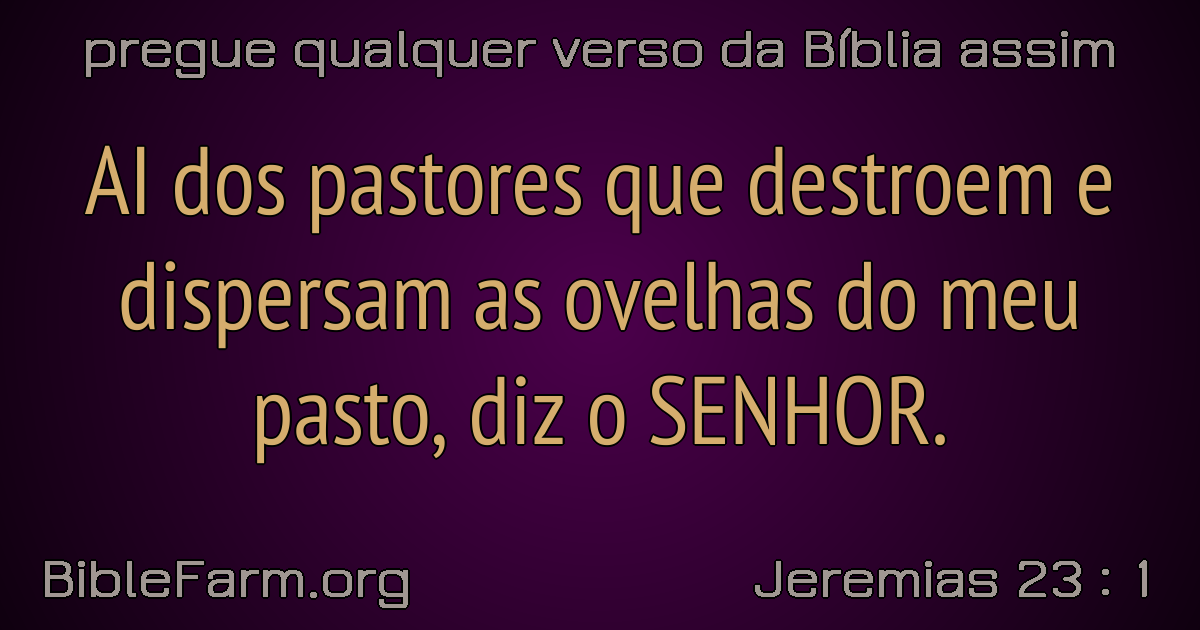 pregue qualquer verso da Bíblia assim
AI dos pastores que destroem e
dispersam as ovelhas do meu
pasto, diz o SENHOR.
BibleFarm.org
Jeremias 23 : 1